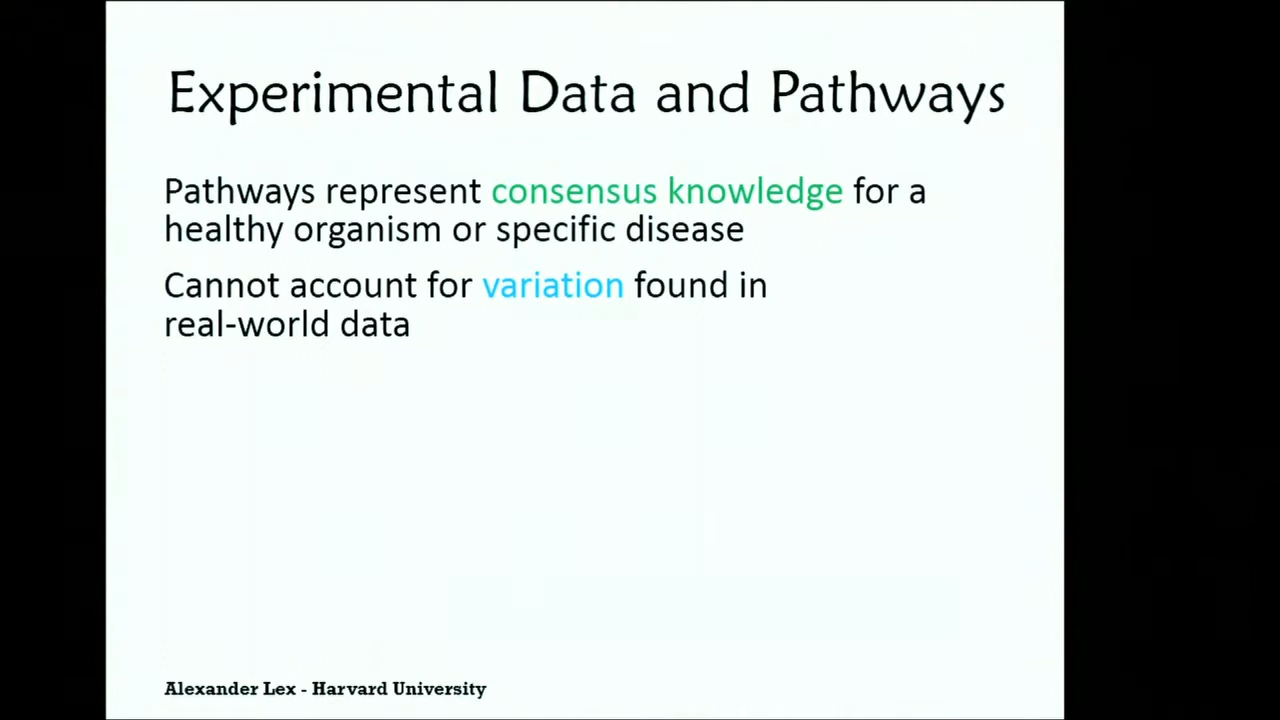 Experimental Data and Pathways
Pathways represent consensus knowledge for a
healthy organism or specific disease
Cannot account for variation found in
real-world data
Alexander Lex - Harvard University